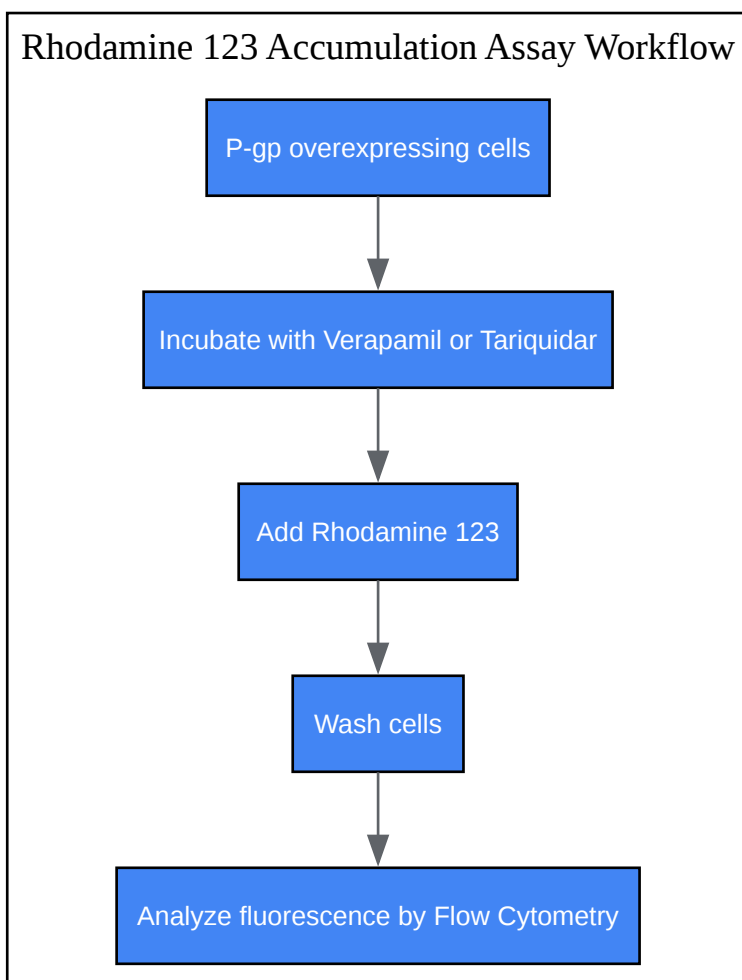 Rhodamine 123 Accumulation Assay Workflow
P-gp overexpressing cells
Incubate with Verapamil or Tariquidar
Add Rhodamine 123
Wash cells
Analyze fluorescence by Flow Cytometry